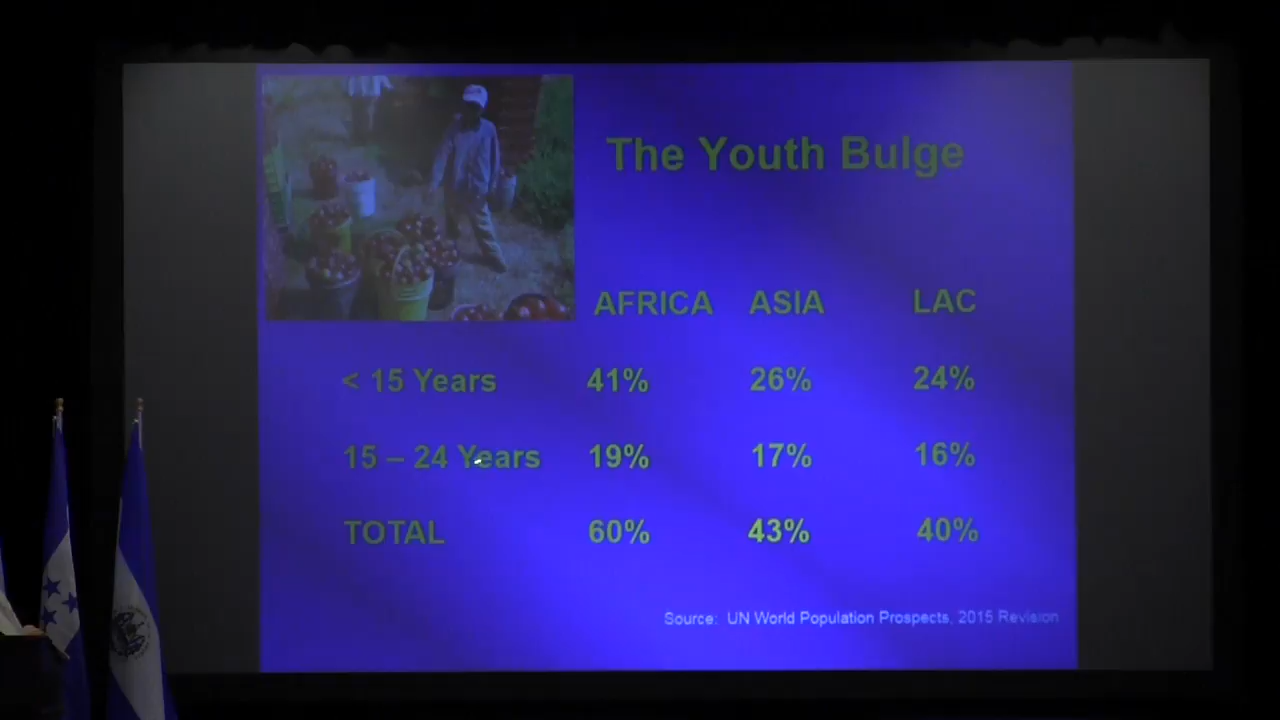 The Youth Bulge
AFRICA ASIA LAC
< 15 Years 41% 26% 24%
15 – 24 Years 19% 17% 16%
TOTAL 60% 43% 40%
Source: UN World Population Prospects, 2015 Revision